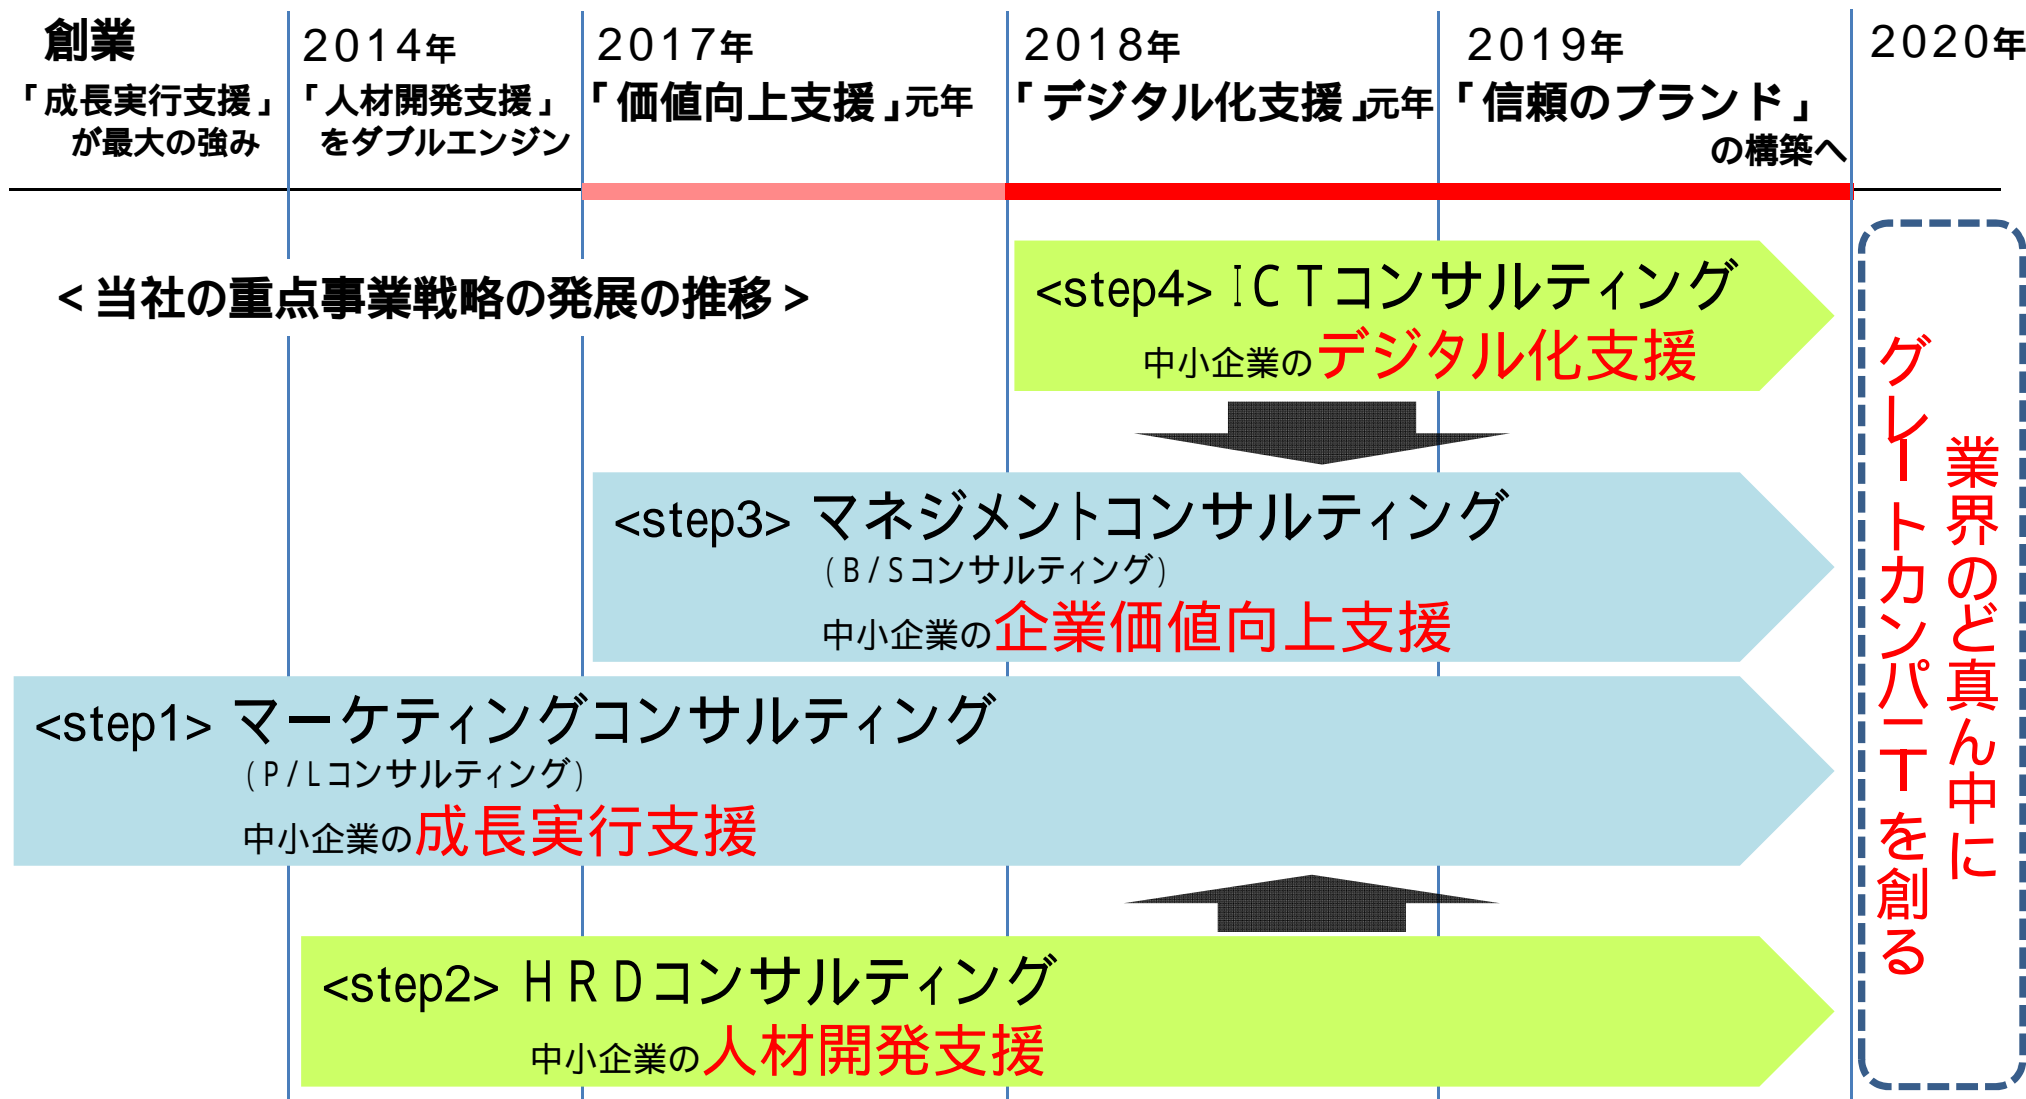 創業
「成長実行支援」
が最大の強み
２０１４年
「人材開発支援」
をダブルエンジン
２０１７年
「価値向上支援」元年
２０１８年
「デジタル化支援」元年
２０１９年
「信頼のブランド」
の構築へ
２０２０年
＜当社の重点事業戦略の発展の推移＞
<step4> ＩＣＴコンサルティング
中小企業のデジタル化支援
<step3> マネジメントコンサルティング
（Ｂ／Ｓコンサルティング）
中小企業の企業価値向上支援
<step1> マーケティングコンサルティング
（Ｐ／Ｌコンサルティング）
中小企業の成長実行支援
<step2> ＨＲＤコンサルティング
中小企業の人材開発支援
業界のど真ん中に
グレートカンパニーを創る